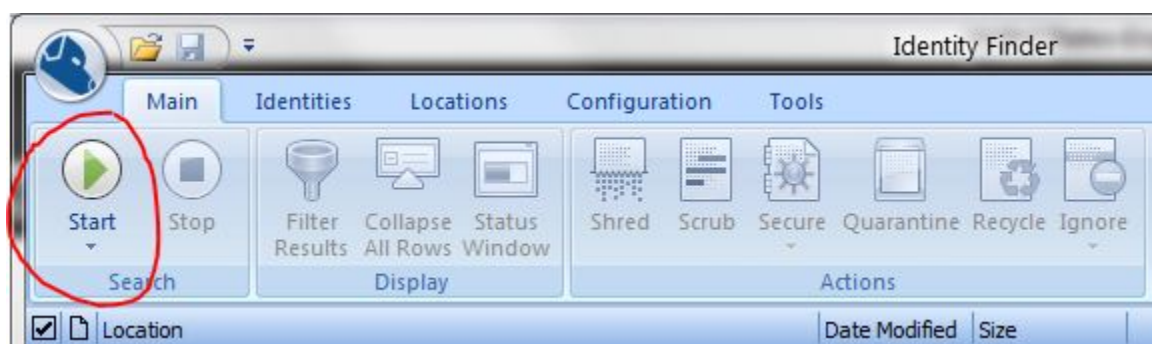 Identity Finder
Main Identities Locations Configuration Tools
Start Stop Filter Results Collapse All Rows Status Window Shred Scrub Secure Quarantine Recycle Ignore
Search Display Actions
Location Date Modified Size